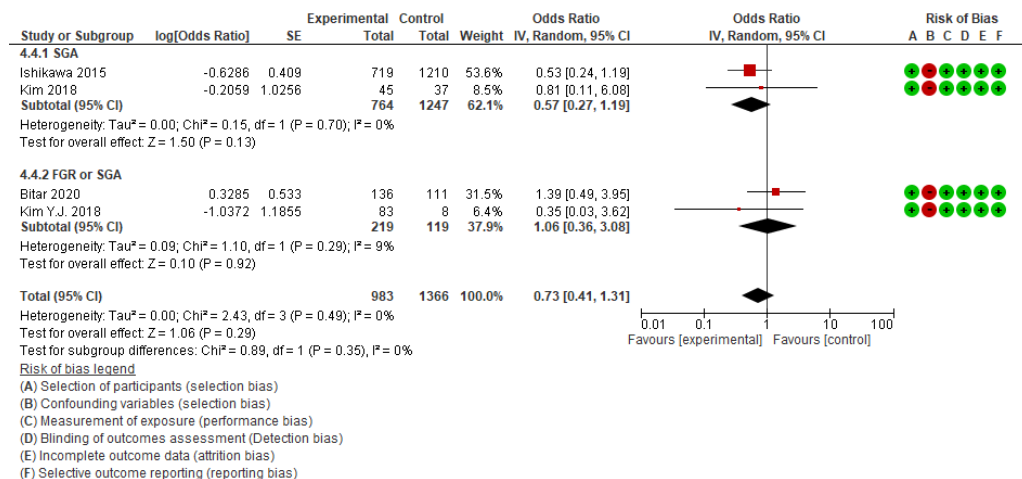 Experimental Control Odds Ratio Odds Ratio Risk of Bias
Study or Subgroup log[Odds Ratio] SE Total Total Weight IV, Random, 95% CI IV, Random, 95% CI A B C D E F
4.4.1 SGA
Ishikawa 2015 -0.6286 0.409 719 1210 53.6% 0.53 [0.24, 1.19] + - + + + +
Kim 2018 -0.2059 1.0256 45 37 8.5% 0.81 [0.11, 6.08] + - + + + +
Subtotal (95% CI) 764 1247 62.1% 0.57 [0.27, 1.19]
Heterogeneity: Tau² = 0.00; Chi² = 0.15, df = 1 (P = 0.70); I² = 0%
Test for overall effect: Z = 1.50 (P = 0.13)
4.4.2 FGR or SGA
Bitar 2020 0.3285 0.533 136 111 31.5% 1.39 [0.49, 3.95] + - + + + +
Kim Y.J. 2018 -1.0372 1.1855 83 8 6.4% 0.35 [0.03, 3.62] + - + + + +
Subtotal (95% CI) 219 119 37.9% 1.06 [0.36, 3.08]
Heterogeneity: Tau² = 0.09; Chi² = 1.10, df = 1 (P = 0.29); I² = 9%
Test for overall effect: Z = 0.10 (P = 0.92)
Total (95% CI) 983 1366 100.0% 0.73 [0.41, 1.31]
Heterogeneity: Tau² = 0.00; Chi² = 2.43, df = 3 (P = 0.49); I² = 0%
Test for overall effect: Z = 1.06 (P = 0.29)
Test for subgroup differences: Chi² = 0.89, df = 1 (P = 0.35), I² = 0%
0.01 0.1 1 10 100
Favours [experimental] Favours [control]
Risk of bias legend
(A) Selection of participants (selection bias)
(B) Confounding variables (selection bias)
(C) Measurement of exposure (performance bias)
(D) Blinding of outcomes assessment (Detection bias)
(E) Incomplete outcome data (attrition bias)
(F) Selective outcome reporting (reporting bias)